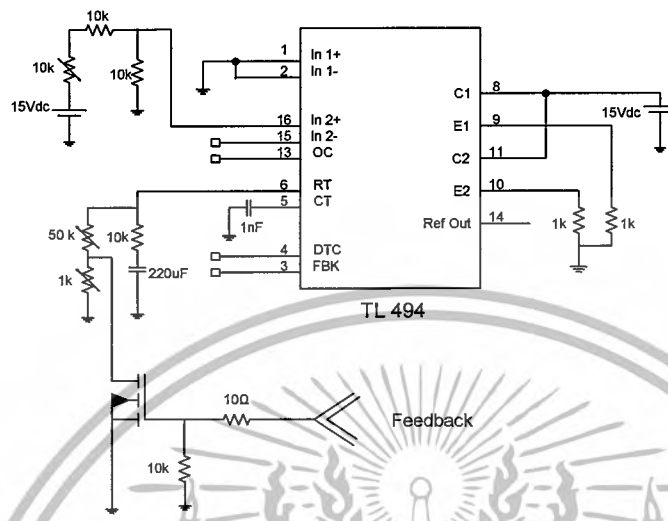 10k
10k
10k
15Vdc
1 In 1+
2 In 1-
16 In 2+
15 In 2-
13 OC
6 RT
5 CT
1nF
4 DTC
3 FBK
C1 8
E1 9
C2 11
E2 10
Ref Out 14
15Vdc
1k
1k
50 k
10k
1k
220uF
TL 494
10Ω
Feedback
10k